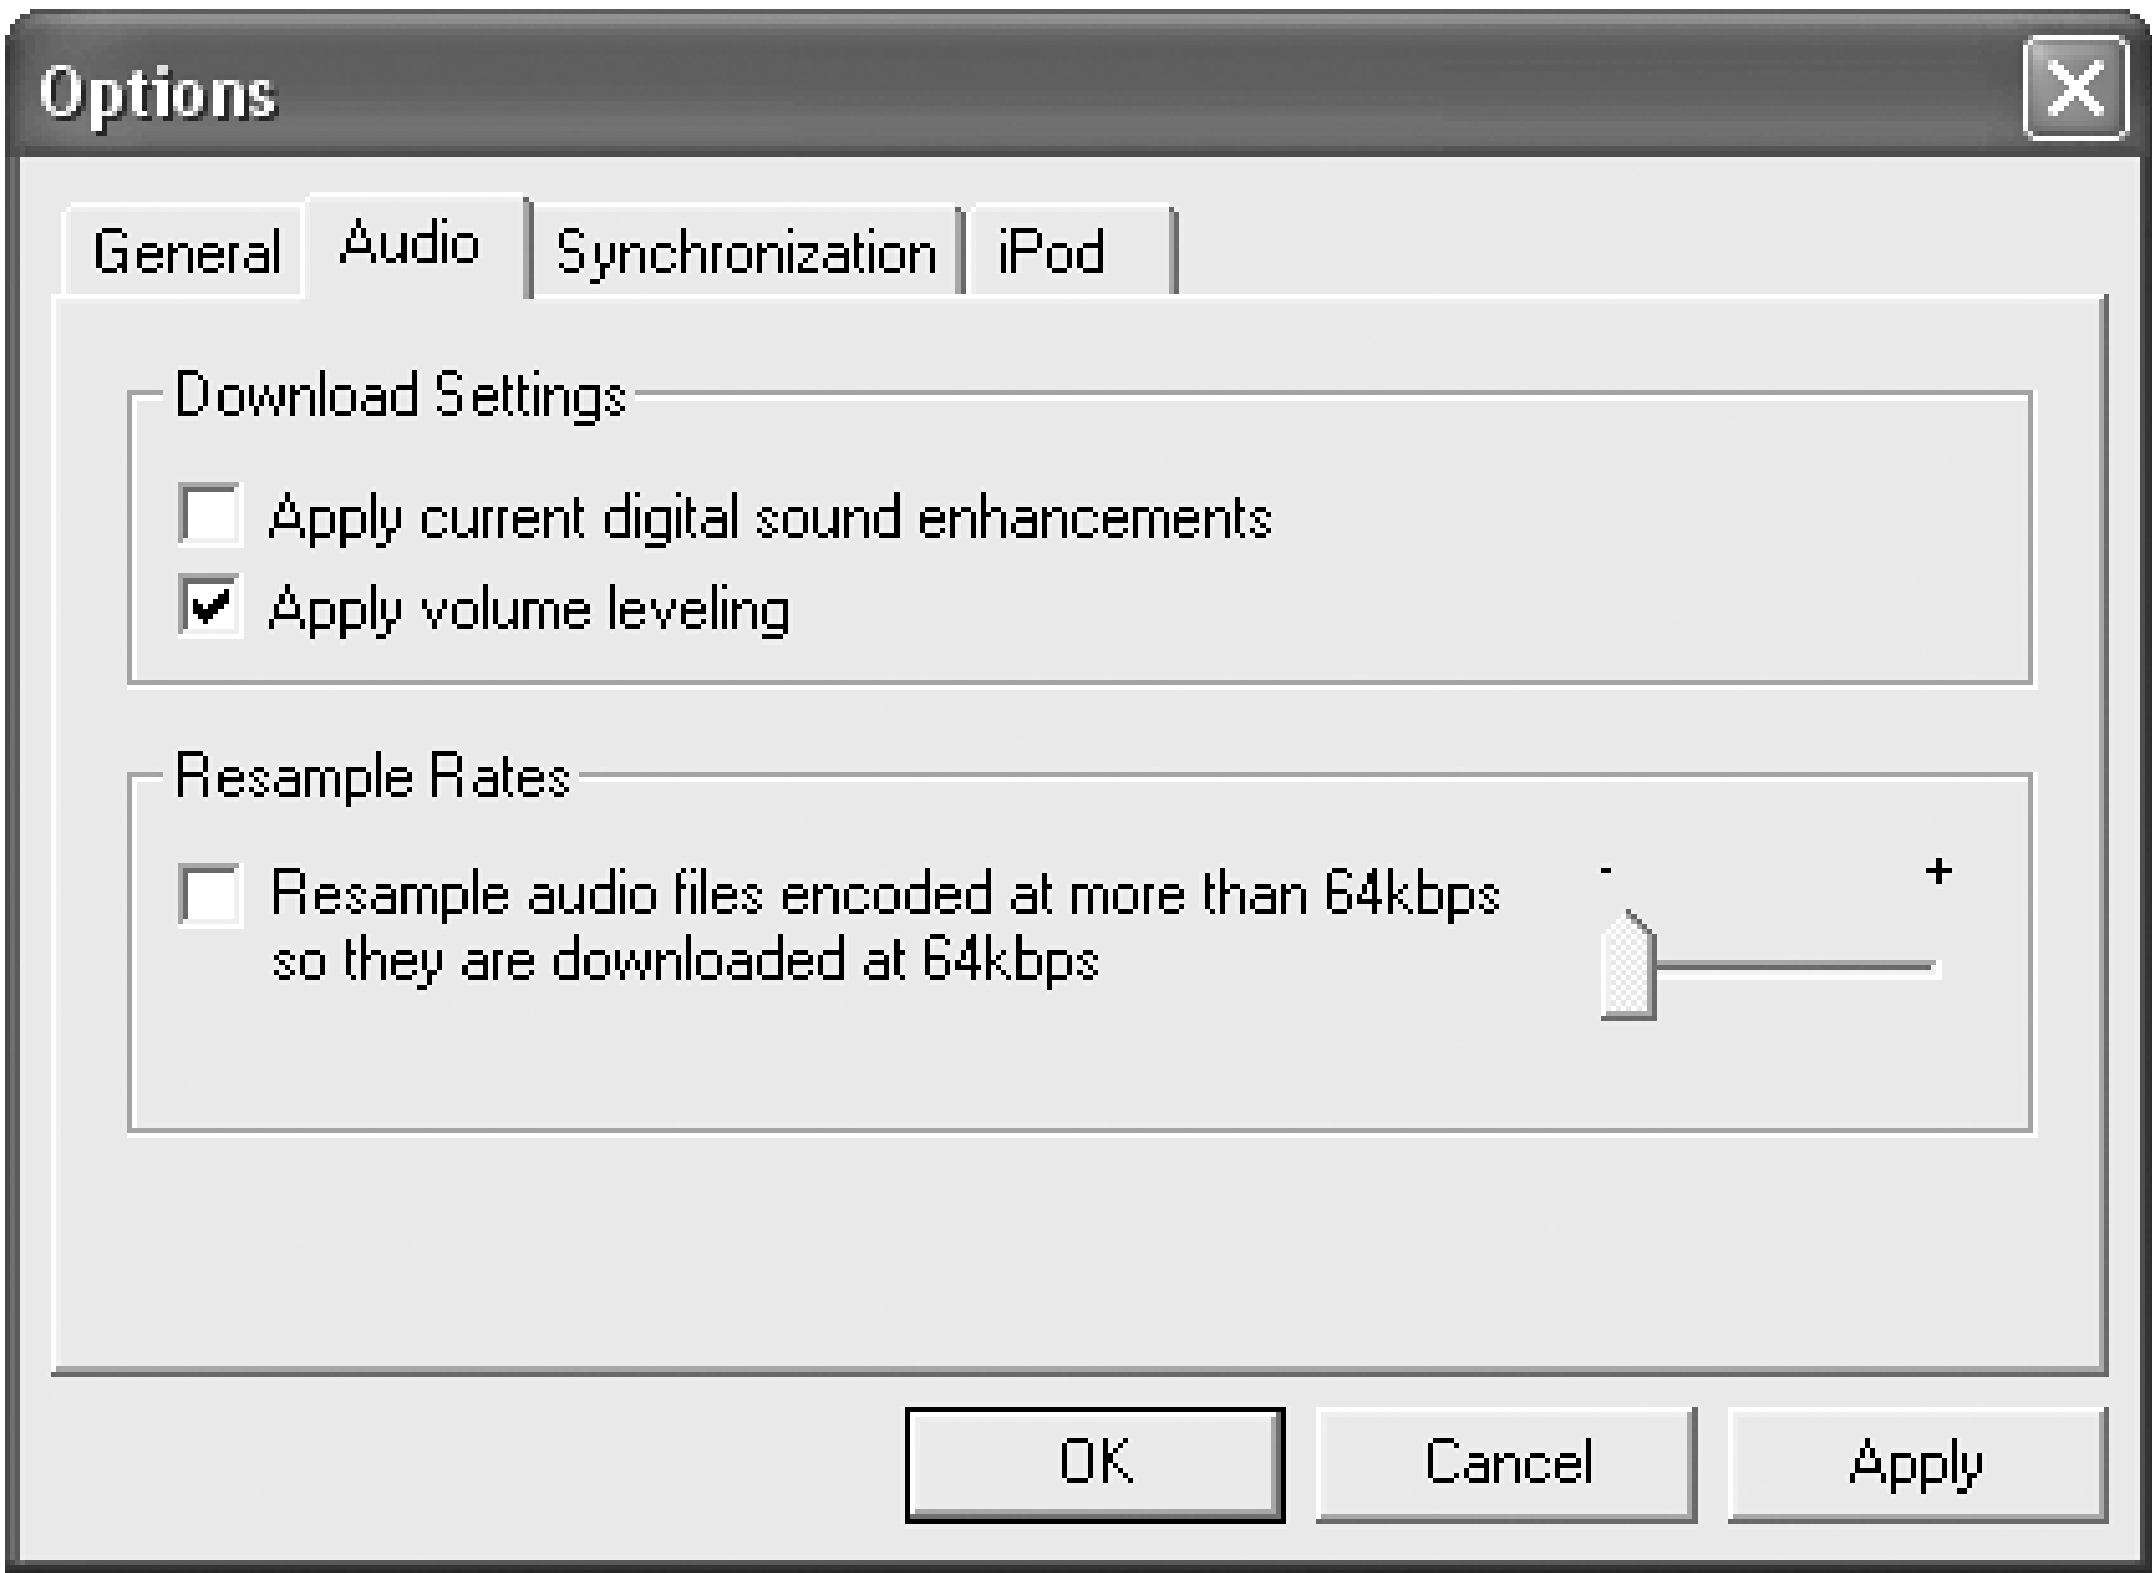 Options
General Audio Synchronization iPod
Download Settings
Apply current digital sound enhancements
Apply volume leveling
Resample Rates
- +
Resample audio files encoded at more than 64kbps
so they are downloaded at 64kbps
OK Cancel Apply